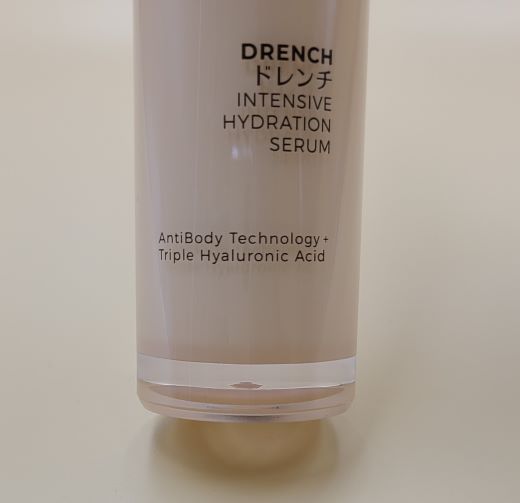 DRENCH
ドレンチ
INTENSIVE
HYDRATION
SERUM
AntiBody Technology+
Triple Hyaluronic Acid